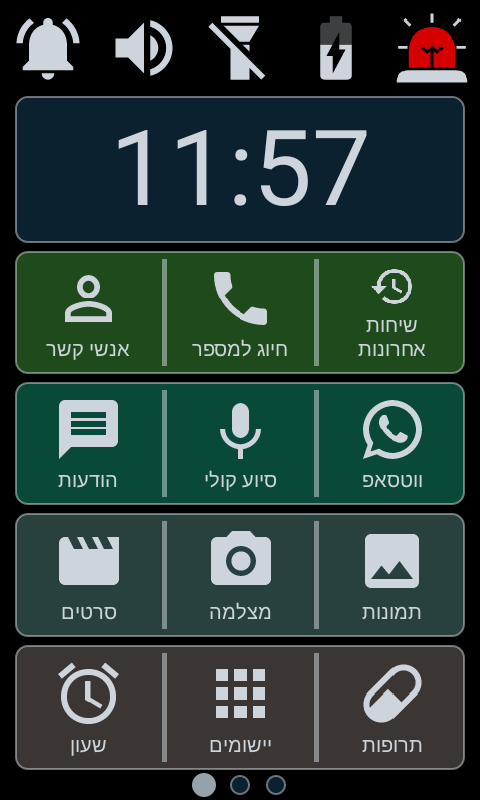 11:57
שיחות
אחרונות
חיוג למספר
אנשי קשר
ווטסאפ
סיוע קולי
הודעות
תמונות
מצלמה
סרטים
תרופות
יישומים
שעון